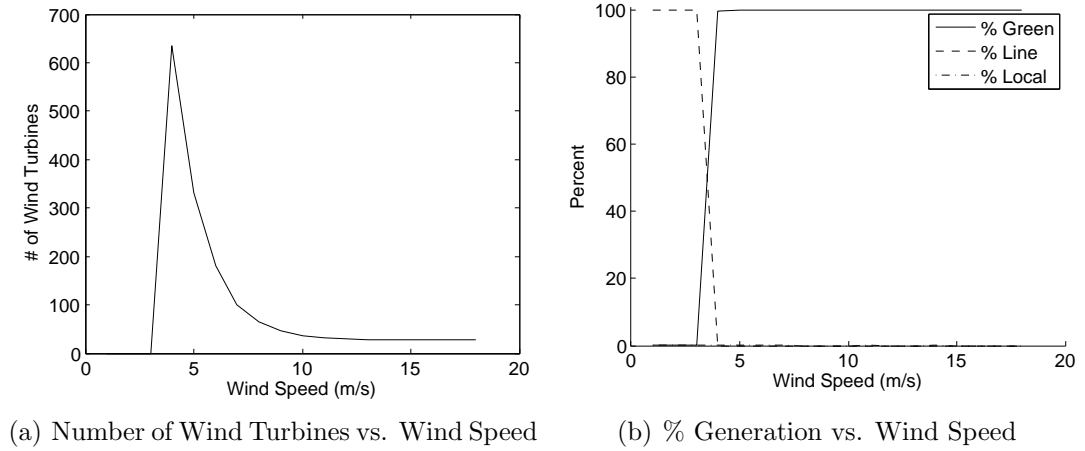 700
600
500
400
300
200
100
0
# of Wind Turbines
0 5 10 15 20
Wind Speed (m/s)
(a) Number of Wind Turbines vs. Wind Speed
100
80
60
40
20
0
Percent
% Green
% Line
% Local
0 5 10 15 20
Wind Speed (m/s)
(b) % Generation vs. Wind Speed